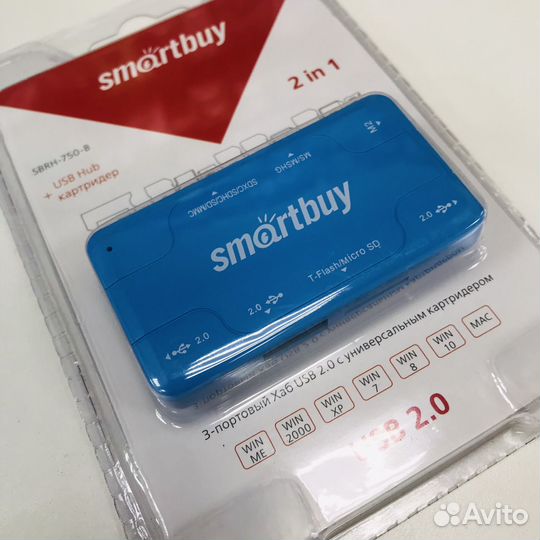 smartbuy
2 in 1
SBRH-750-B
USB Hub
+ картридер
M2
MS/MSHG
SDXC/SDHC/SD/MMC
smartbuy
2.0
T-Flash/Micro SD
2.0
2.0
3-портовый Хаб USB 2.0 с универсальным картридером
WIN ME
WIN 2000
WIN XP
WIN 7
WIN 8
WIN 10
MAC
USB 2.0
Avito